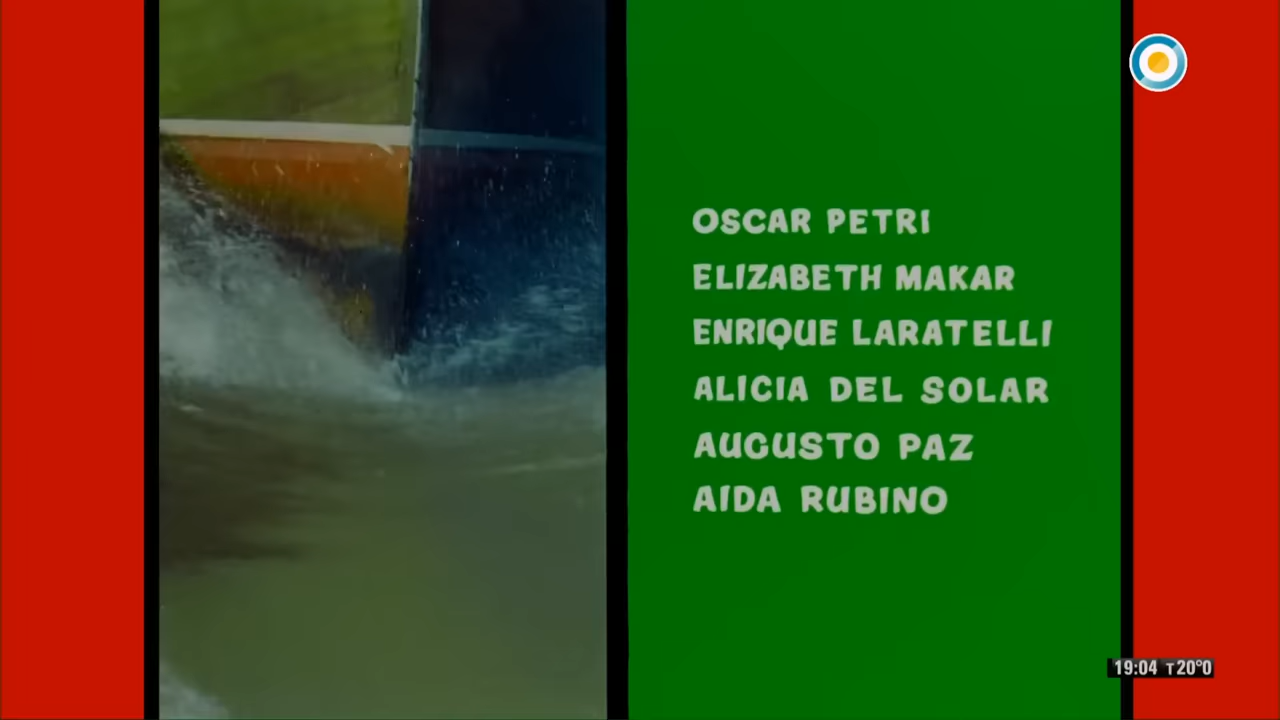 OSCAR PETRI
ELIZABETH MAKAR
ENRIQUE LARATELLI
ALICIA DEL SOLAR
AUGUSTO PAZ
AIDA RUBINO
19:04 T20°0